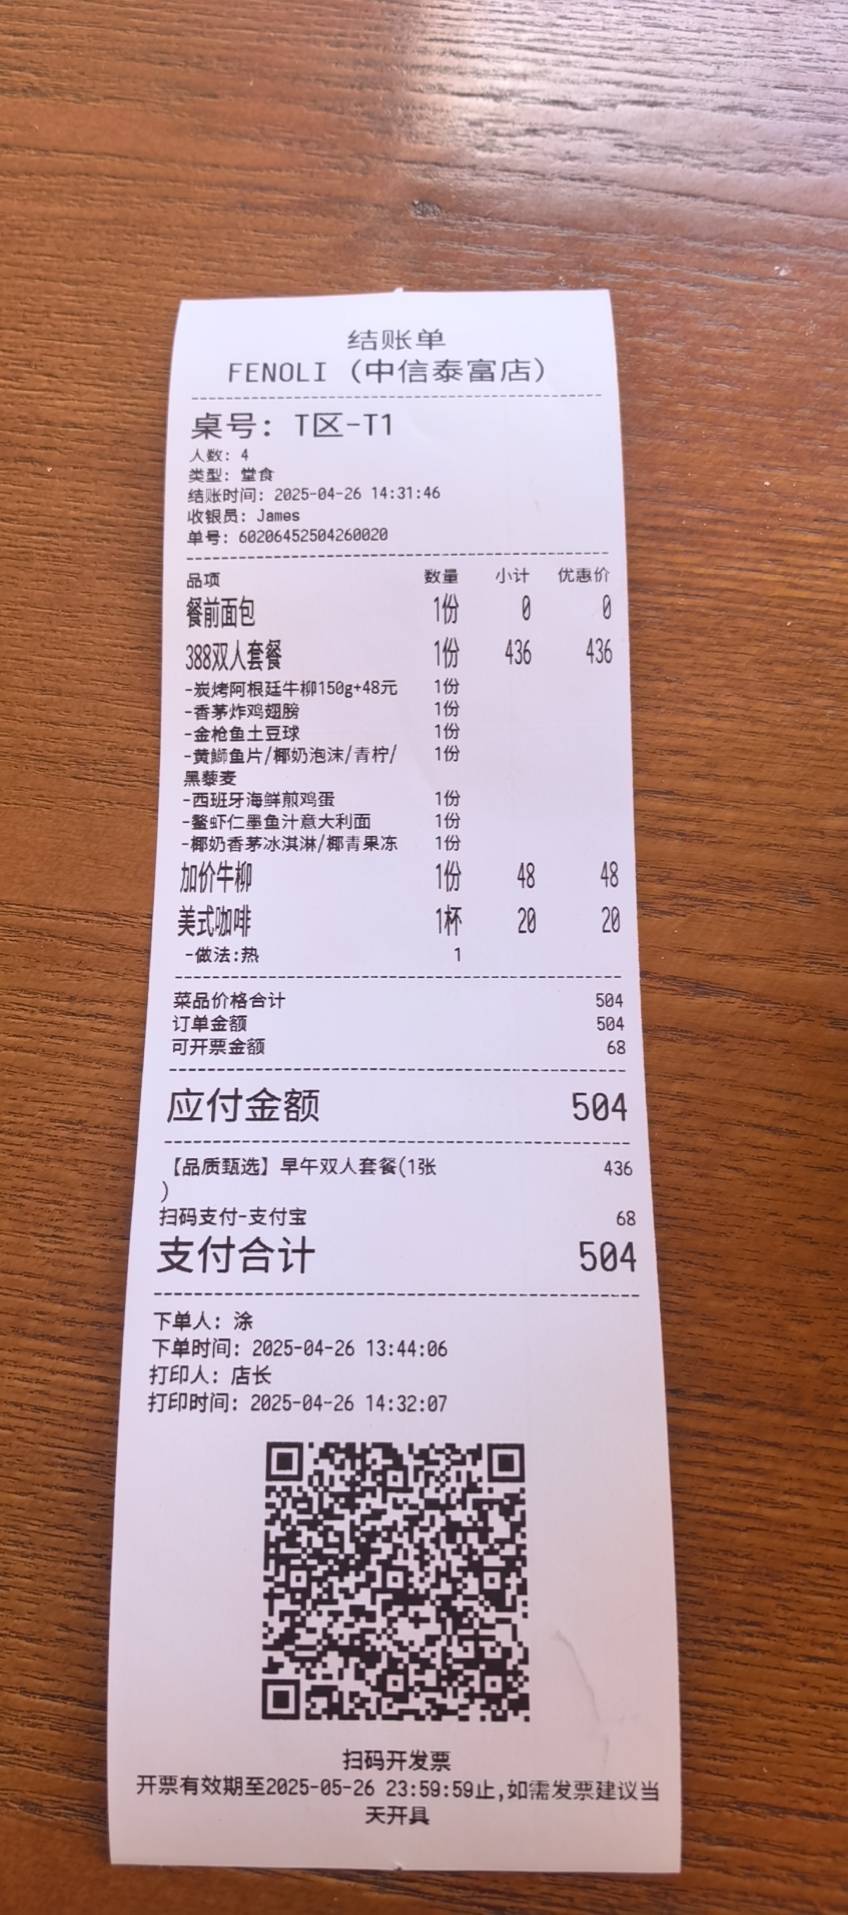 结账单
FENOLI (中信泰富店)
桌号: T区-T1
人数: 4
类型: 堂食
结账时间: 2025-04-26 14:31:46
收银员: James
单号: 60206452504260020
品项 数量 小计 优惠价
餐前面包 1份 0 0
388双人套餐 1份 436 436
-炭烤阿根廷牛柳150g+48元 1份
-香茅炸鸡翅膀 1份
-金枪鱼土豆球 1份
-黄鰤鱼片/椰奶泡沫/青柠/ 1份
黑藜麦
-西班牙海鲜煎鸡蛋 1份
-鳌虾仁墨鱼汁意大利面 1份
-椰奶香茅冰淇淋/椰青果冻 1份
加价牛柳 1份 48 48
美式咖啡 1杯 20 20
-做法:热 1
菜品价格合计 504
订单金额 504
可开票金额 68
应付金额 504
【品质甄选】早午双人套餐(1张 436
)
扫码支付-支付宝 68
支付合计 504
下单人: 涂
下单时间: 2025-04-26 13:44:06
打印人: 店长
打印时间: 2025-04-26 14:32:07
扫码开发票
开票有效期至2025-05-26 23:59:59止,如需发票建议当
天开具